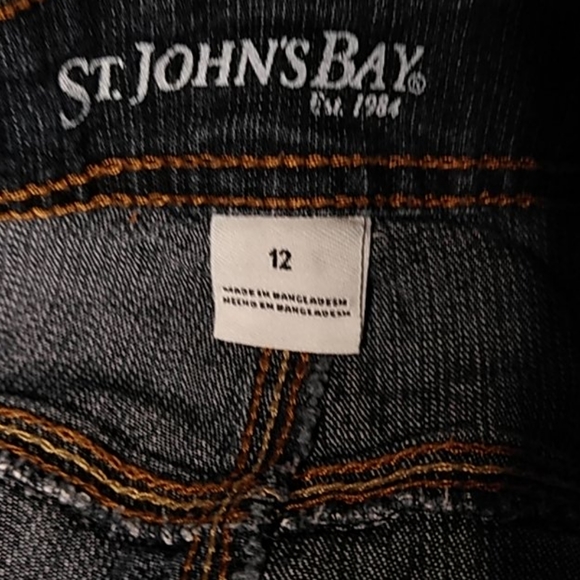 ST. JOHN'S BAY®
Est. 1984
12
MADE IN BANGLADESH
HECHO EN BANGLADESH